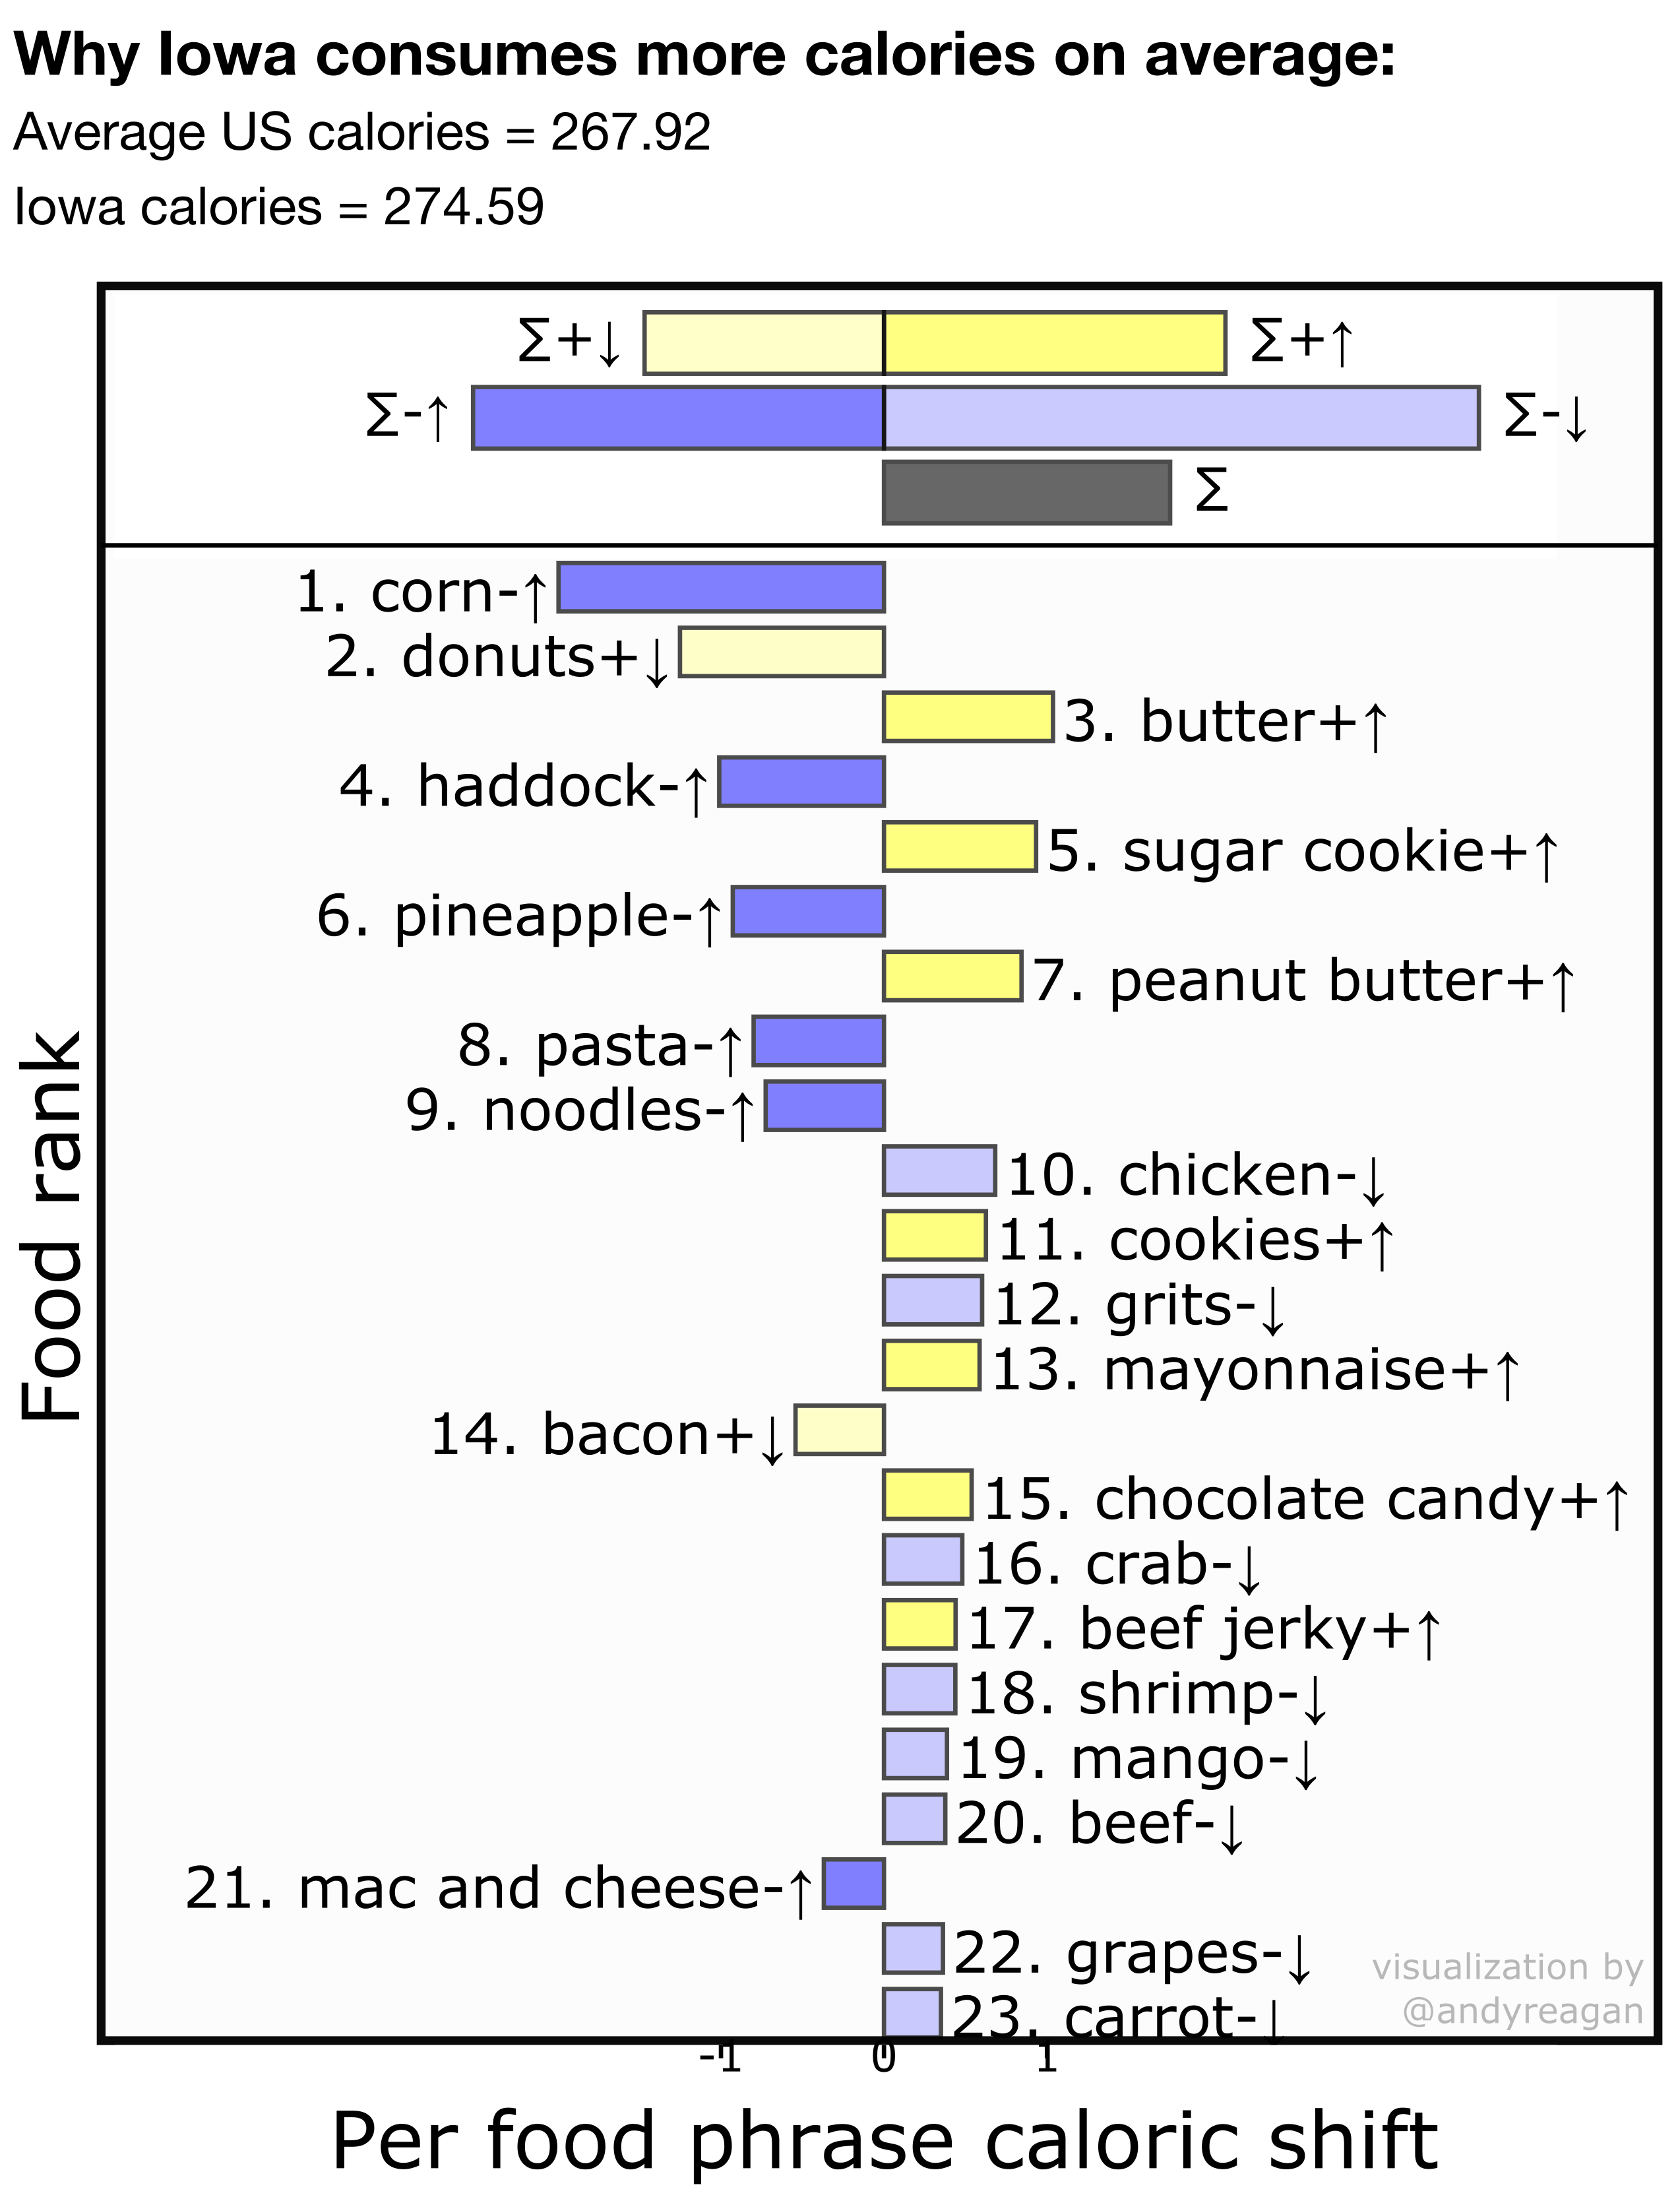 Why Iowa consumes more calories on average:
Average US calories = 267.92
Iowa calories = 274.59
∑+↓ ∑+↑
∑-↑ ∑-↓
∑
1. corn-↑
2. donuts+↓
3. butter+↑
4. haddock-↑
5. sugar cookie+↑
6. pineapple-↑
7. peanut butter+↑
8. pasta-↑
9. noodles-↑
10. chicken-↓
11. cookies+↑
12. grits-↓
13. mayonnaise+↑
14. bacon+↓
15. chocolate candy+↑
16. crab-↓
17. beef jerky+↑
18. shrimp-↓
19. mango-↓
20. beef-↓
21. mac and cheese-↑
22. grapes-↓
23. carrot-↓
visualization by
@andyreagan
Food rank
-1 0 1
Per food phrase caloric shift